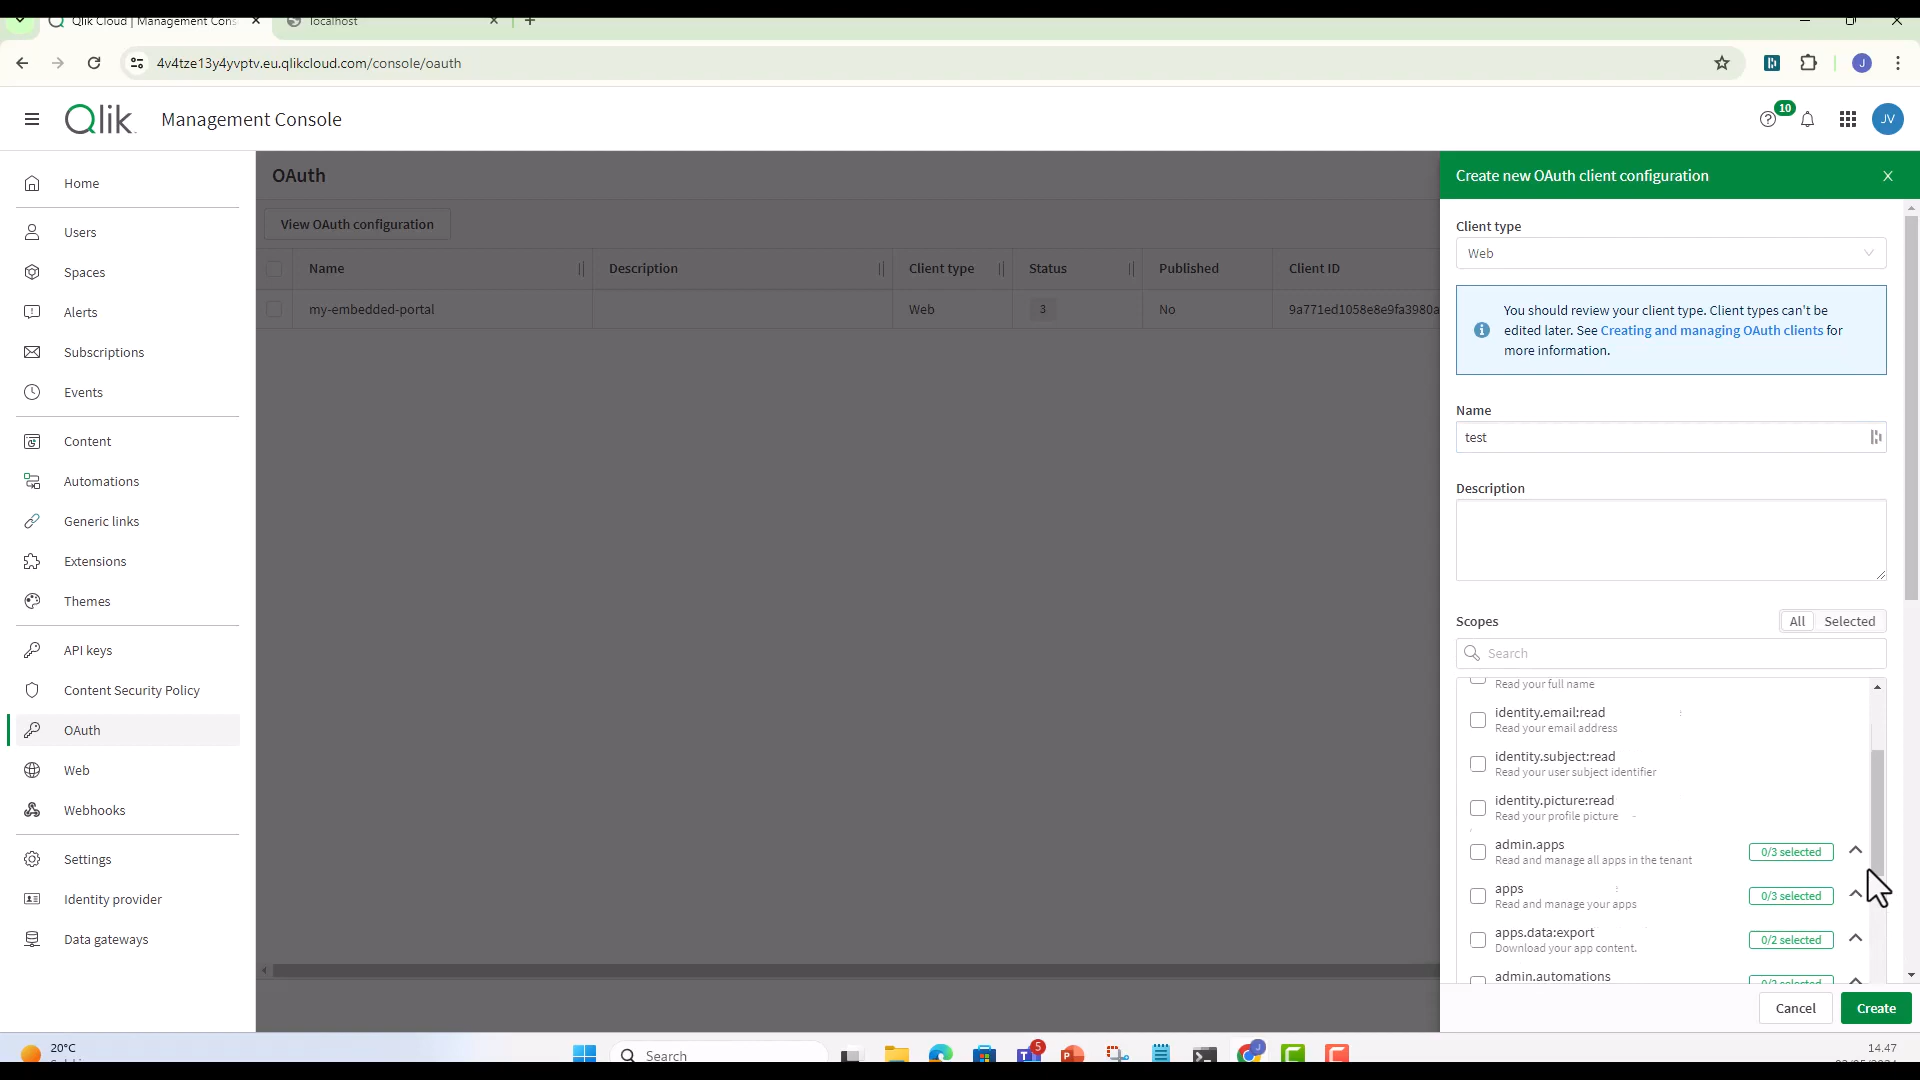 Qlik Cloud | Management Cons
localhost
4v4tze13y4yvptv.eu.qlikcloud.com/console/oauth
J
Qlik
Management Console
10
JV
Home
Users
Spaces
Alerts
Subscriptions
Events
Content
Automations
Generic links
Extensions
Themes
API keys
Content Security Policy
OAuth
Web
Webhooks
Settings
Identity provider
Data gateways
OAuth
View OAuth configuration
Name Description Client type Status Published Client ID
my-embedded-portal Web 3 No 9a771ed1058e8e9fa3980a
Create new OAuth client configuration
Client type
Web
You should review your client type. Client types can't be
edited later. See Creating and managing OAuth clients for
more information.
Name
test
Description
Scopes All Selected
Search
Read your full name
identity.email:read
Read your email address
identity.subject:read
Read your user subject identifier
identity.picture:read
Read your profile picture
admin.apps 0/3 selected
Read and manage all apps in the tenant
apps 0/3 selected
Read and manage your apps
apps.data:export 0/2 selected
Download your app content.
admin.automations
Cancel Create
20°C
Search
5
J
14.47